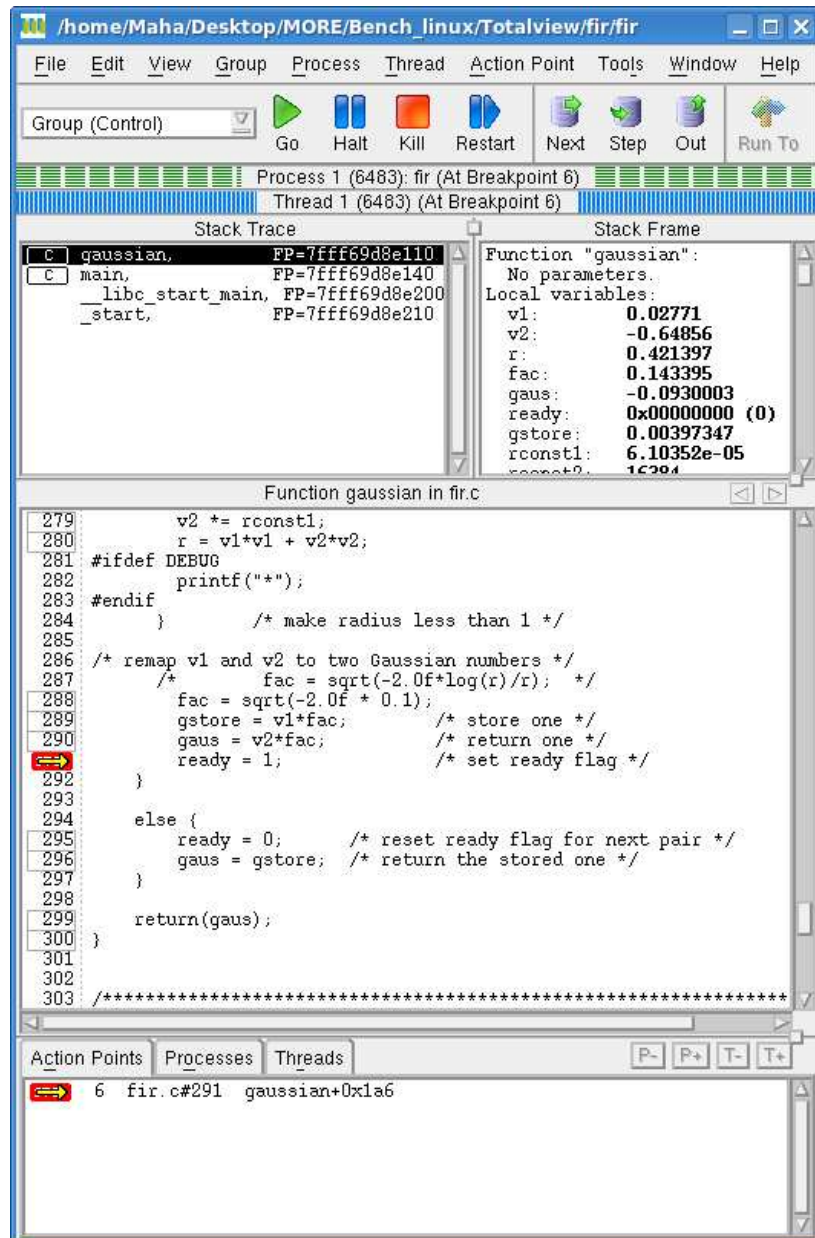 /home/Maha/Desktop/MORE/Bench_linux/Totalview/fir/fir
File Edit View Group Process Thread Action Point Tools Window Help
Group (Control)
Go Halt Kill Restart Next Step Out Run To
Process 1 (6483): fir (At Breakpoint 6)
Thread 1 (6483) (At Breakpoint 6)
Stack Trace
C gaussian, FP=7fff69d8e110
C main, FP=7fff69d8e140
__libc_start_main, FP=7fff69d8e200
_start, FP=7fff69d8e210
Stack Frame
Function "gaussian":
No parameters.
Local variables:
v1: 0.02771
v2: -0.64856
r: 0.421397
fac: 0.143395
gaus: -0.0930003
ready: 0x00000000 (0)
gstore: 0.00397347
rconst1: 6.10352e-05
rconst2: 16384
Function gaussian in fir.c
279 v2 *= rconst1;
280 r = v1*v1 + v2*v2;
281 #ifdef DEBUG
282 printf("*");
283 #endif
284 } /* make radius less than 1 */
285
286 /* remap v1 and v2 to two Gaussian numbers */
287 /* fac = sqrt(-2.0f*log(r)/r); */
288 fac = sqrt(-2.0f * 0.1);
289 gstore = v1*fac; /* store one */
290 gaus = v2*fac; /* return one */
ready = 1; /* set ready flag */
292 }
293
294 else {
295 ready = 0; /* reset ready flag for next pair */
296 gaus = gstore; /* return the stored one */
297 }
298
299 return(gaus);
300 }
301
302
303 /*****************************************************************
Action Points Processes Threads P- P+ T- T+
6 fir.c#291 gaussian+0x1a6